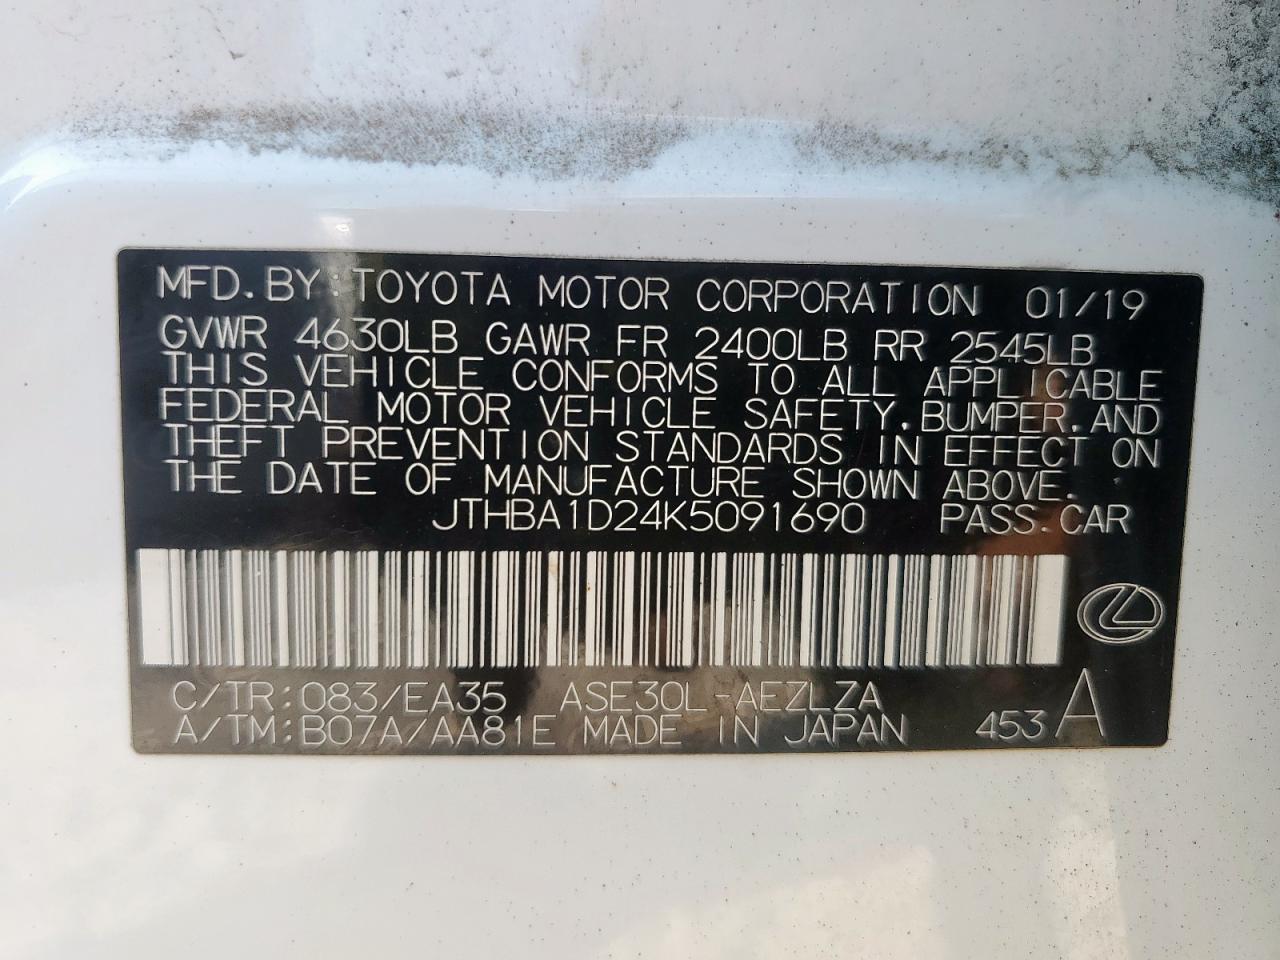 MFD.BY:TOYOTA MOTOR CORPORATION 01/19
GVWR 4630LB GAWR FR 2400LB RR 2545LB
THIS VEHICLE CONFORMS TO ALL APPLICABLE
FEDERAL MOTOR VEHICLE SAFETY,BUMPER,AND
THEFT PREVENTION STANDARDS IN EFFECT ON
THE DATE OF MANUFACTURE SHOWN ABOVE.
JTHBA1D24K5091690 PASS.CAR
C/TR:083/EA35 ASE30L-AEZLZA
A/TM:B07A/AA81E MADE IN JAPAN 453 A